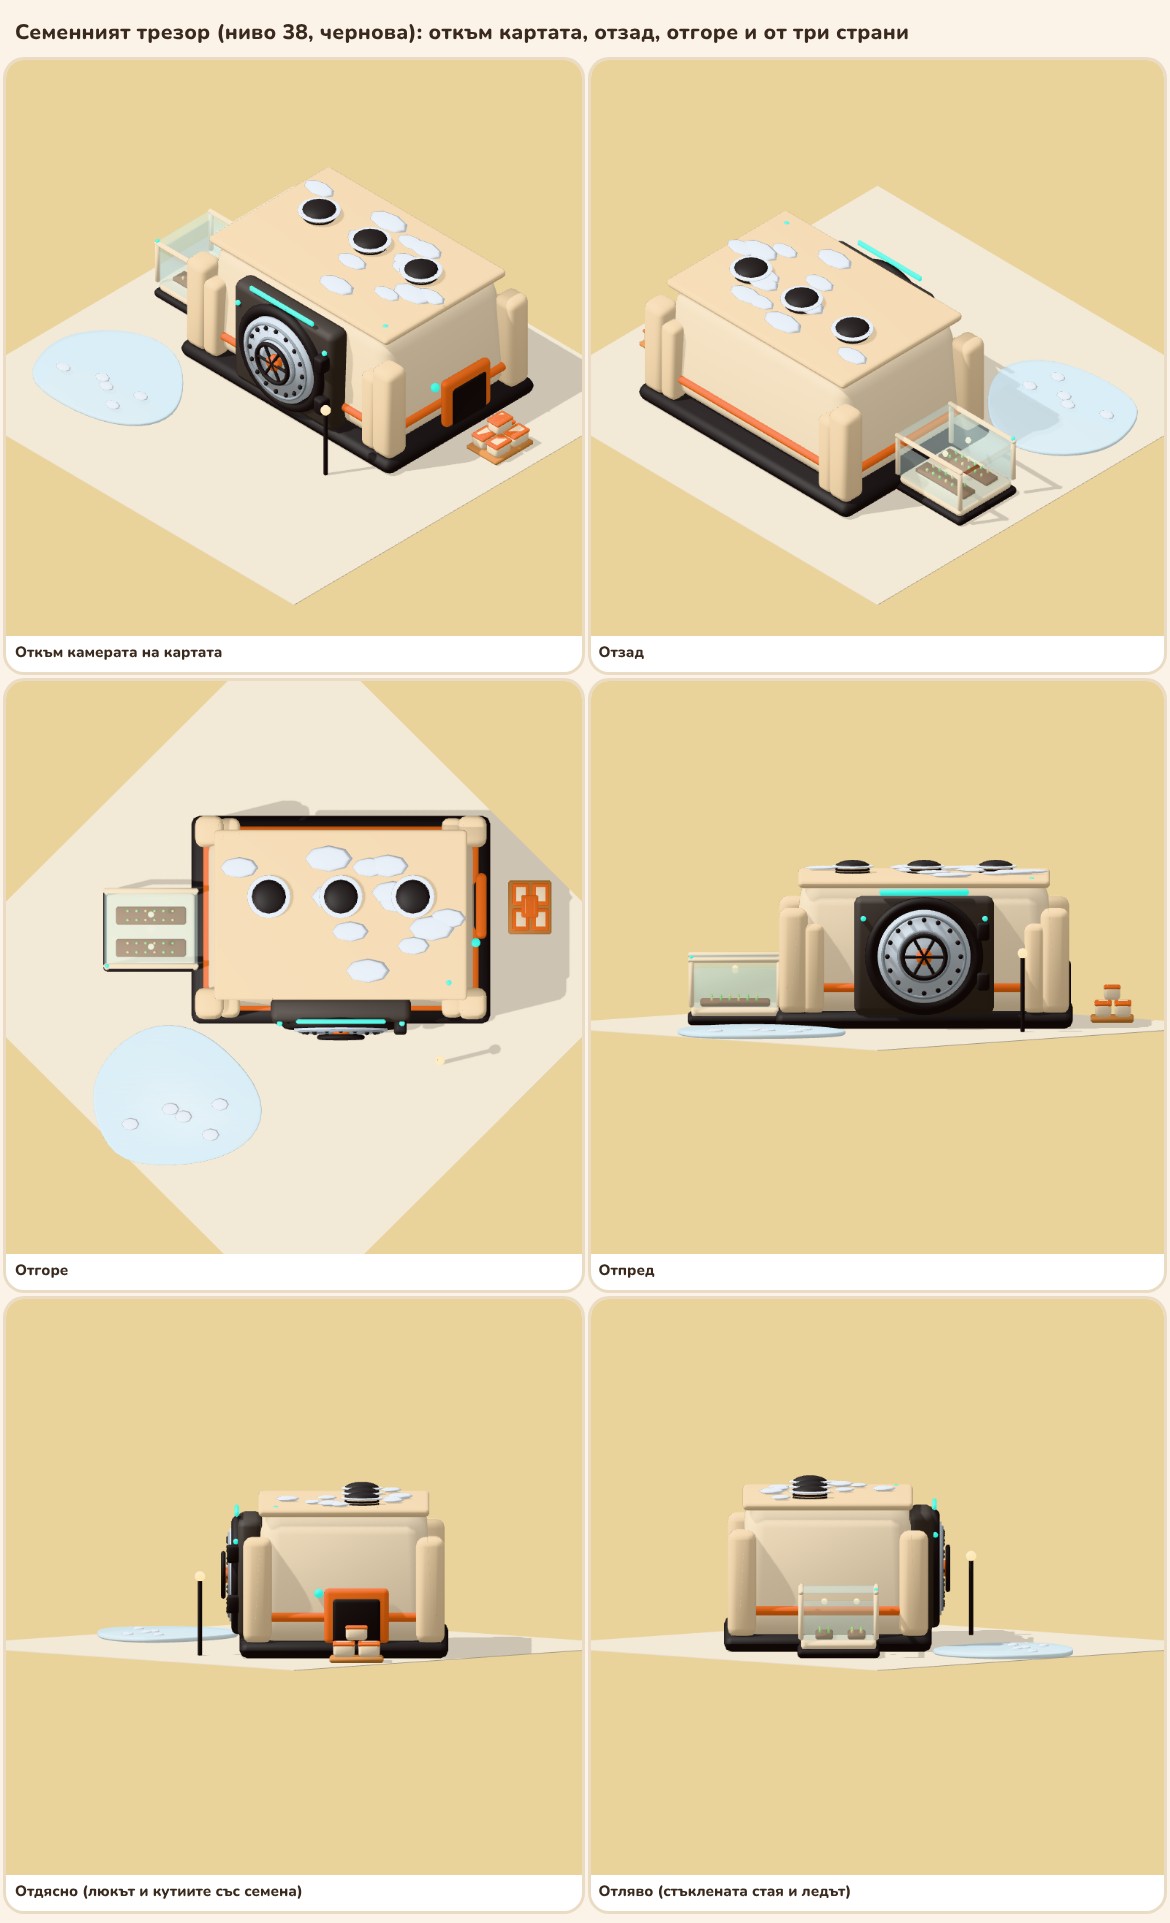 Семенният трезор (ниво 38, чернова): откъм картата, отзад, отгоре и от три страни
Откъм камерата на картата
Отзад
Отгоре
Отпред
Отдясно (люкът и кутиите със семена)
Отляво (стъклената стая и ледът)